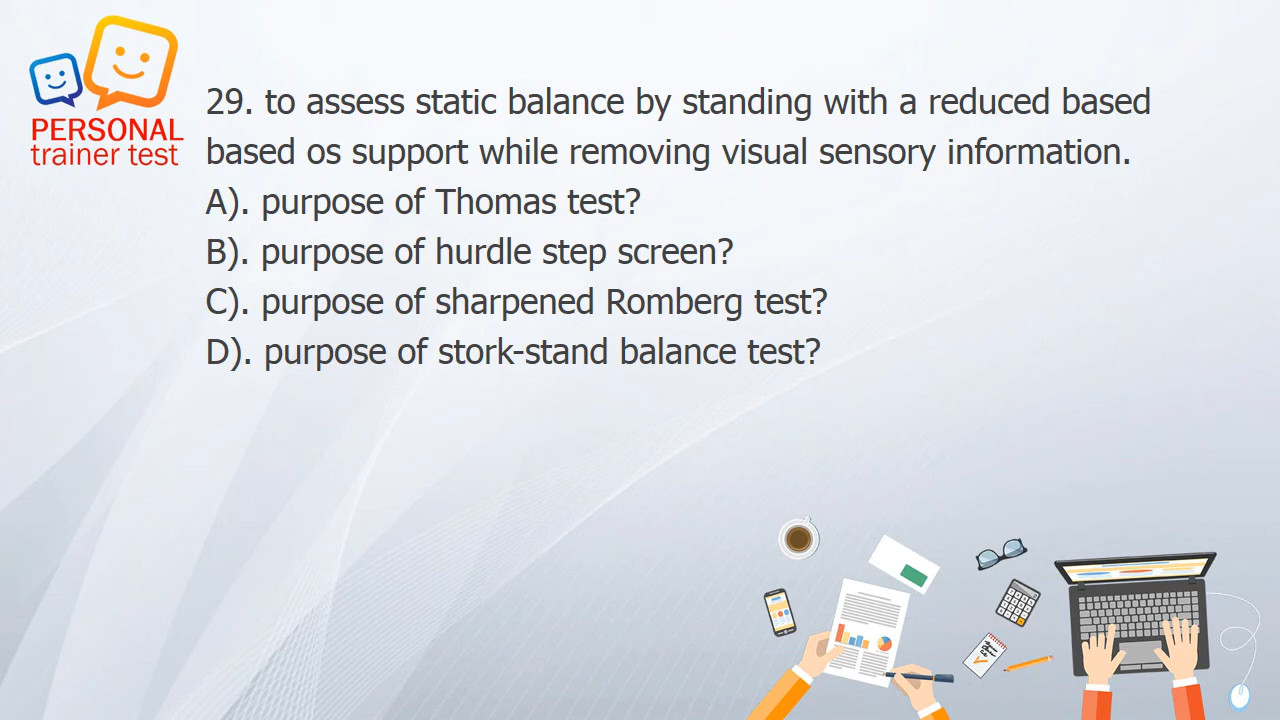 PERSONAL
trainer test
29. to assess static balance by standing with a reduced based
based os support while removing visual sensory information.
A). purpose of Thomas test?
B). purpose of hurdle step screen?
C). purpose of sharpened Romberg test?
D). purpose of stork-stand balance test?